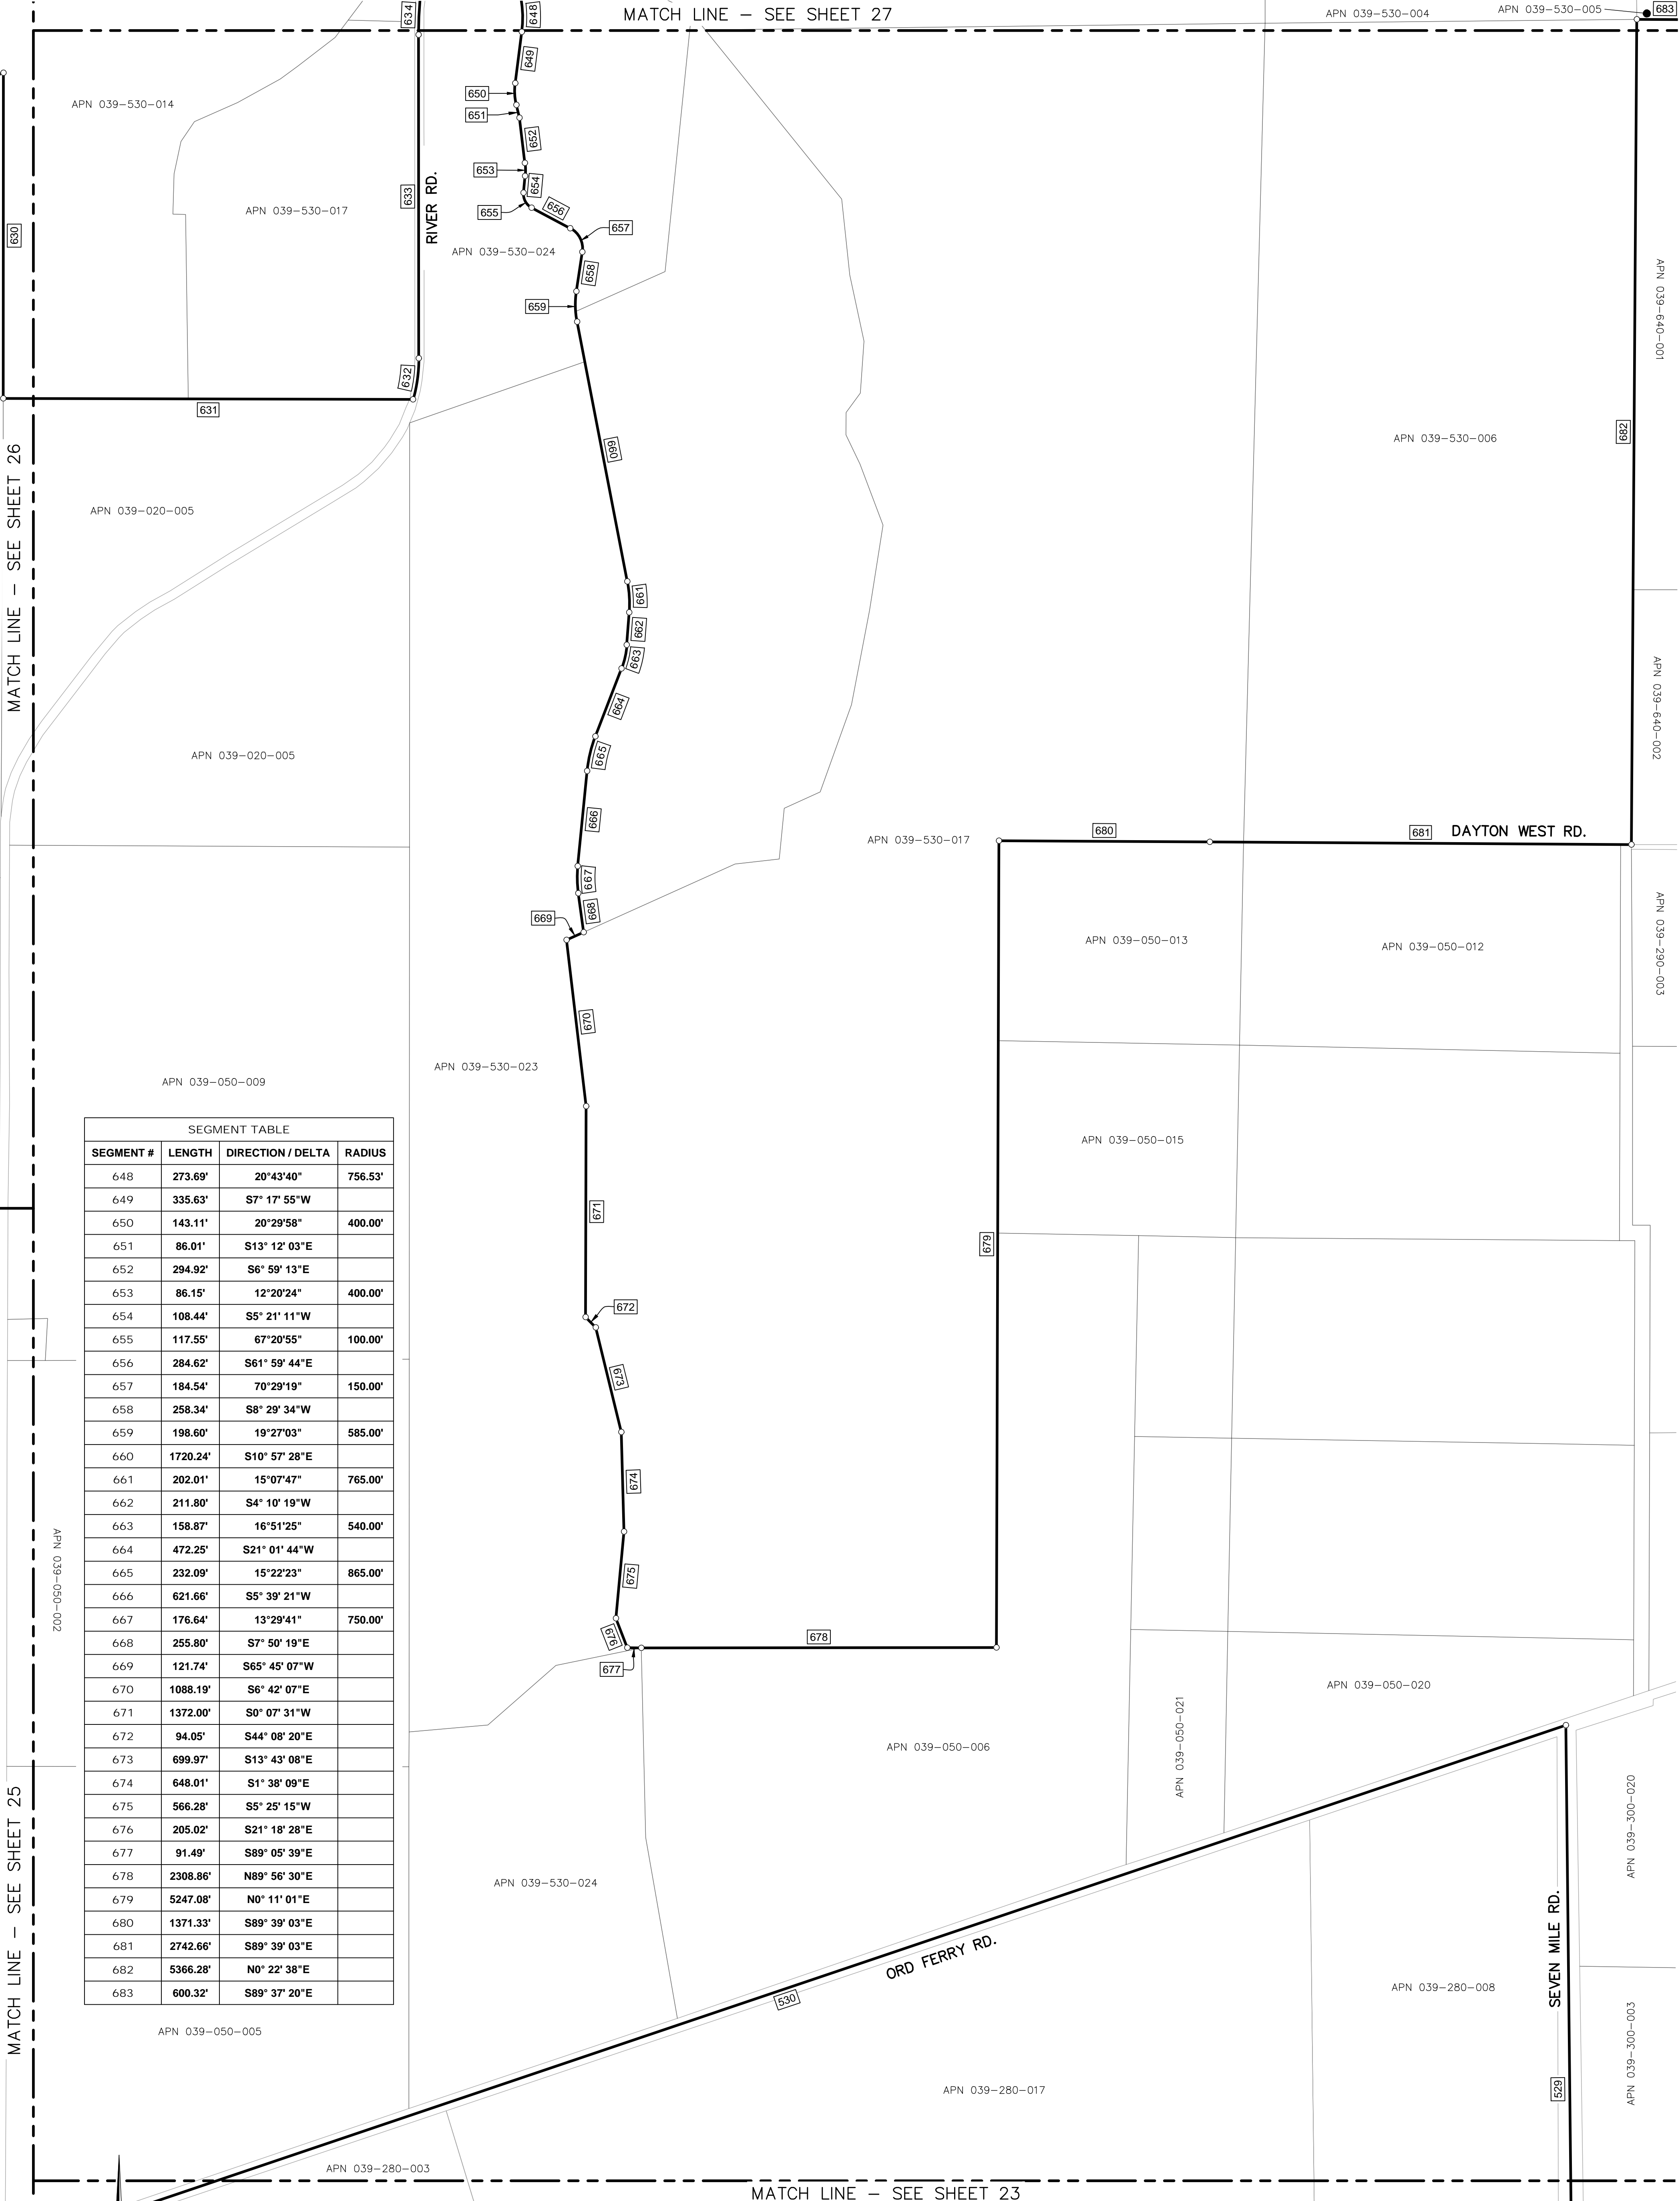 MATCH LINE – SEE SHEET 27
APN 039-530-004
APN 039-530-005
683
634
648
649
APN 039-530-014
650
651
652
653
654
655
656
657
633
RIVER RD.
APN 039-530-017
630
APN 039-530-024
658
659
APN 039-640-001
632
631
660
APN 039-530-006
682
MATCH LINE – SEE SHEET 26
APN 039-020-005
661
662
663
664
665
APN 039-640-002
APN 039-020-005
666
APN 039-530-017
680
681
DAYTON WEST RD.
667
668
669
APN 039-050-013
APN 039-050-012
APN 039-290-003
670
APN 039-530-023
APN 039-050-009
APN 039-050-015
671
679
672
673
674
675
676
677
678
SEGMENT TABLE
SEGMENT # LENGTH DIRECTION / DELTA RADIUS
648 273.69' 20°43'40" 756.53'
649 335.63' S7° 17' 55"W
650 143.11' 20°29'58" 400.00'
651 86.01' S13° 12' 03"E
652 294.92' S6° 59' 13"E
653 86.15' 12°20'24" 400.00'
654 108.44' S5° 21' 11"W
655 117.55' 67°20'55" 100.00'
656 284.62' S61° 59' 44"E
657 184.54' 70°29'19" 150.00'
658 258.34' S8° 29' 34"W
659 198.60' 19°27'03" 585.00'
660 1720.24' S10° 57' 28"E
661 202.01' 15°07'47" 765.00'
662 211.80' S4° 10' 19"W
663 158.87' 16°51'25" 540.00'
664 472.25' S21° 01' 44"W
665 232.09' 15°22'23" 865.00'
666 621.66' S5° 39' 21"W
667 176.64' 13°29'41" 750.00'
668 255.80' S7° 50' 19"E
669 121.74' S65° 45' 07"W
670 1088.19' S6° 42' 07"E
671 1372.00' S0° 07' 31"W
672 94.05' S44° 08' 20"E
673 699.97' S13° 43' 08"E
674 648.01' S1° 38' 09"E
675 566.28' S5° 25' 15"W
676 205.02' S21° 18' 28"E
677 91.49' S89° 05' 39"E
678 2308.86' N89° 56' 30"E
679 5247.08' N0° 11' 01"E
680 1371.33' S89° 39' 03"E
681 2742.66' S89° 39' 03"E
682 5366.28' N0° 22' 38"E
683 600.32' S89° 37' 20"E
APN 039-050-002
MATCH LINE – SEE SHEET 25
APN 039-050-005
APN 039-050-006
APN 039-050-021
APN 039-050-020
APN 039-300-020
APN 039-530-024
ORD FERRY RD.
530
SEVEN MILE RD.
529
APN 039-280-008
APN 039-300-003
APN 039-280-017
APN 039-280-003
MATCH LINE – SEE SHEET 23